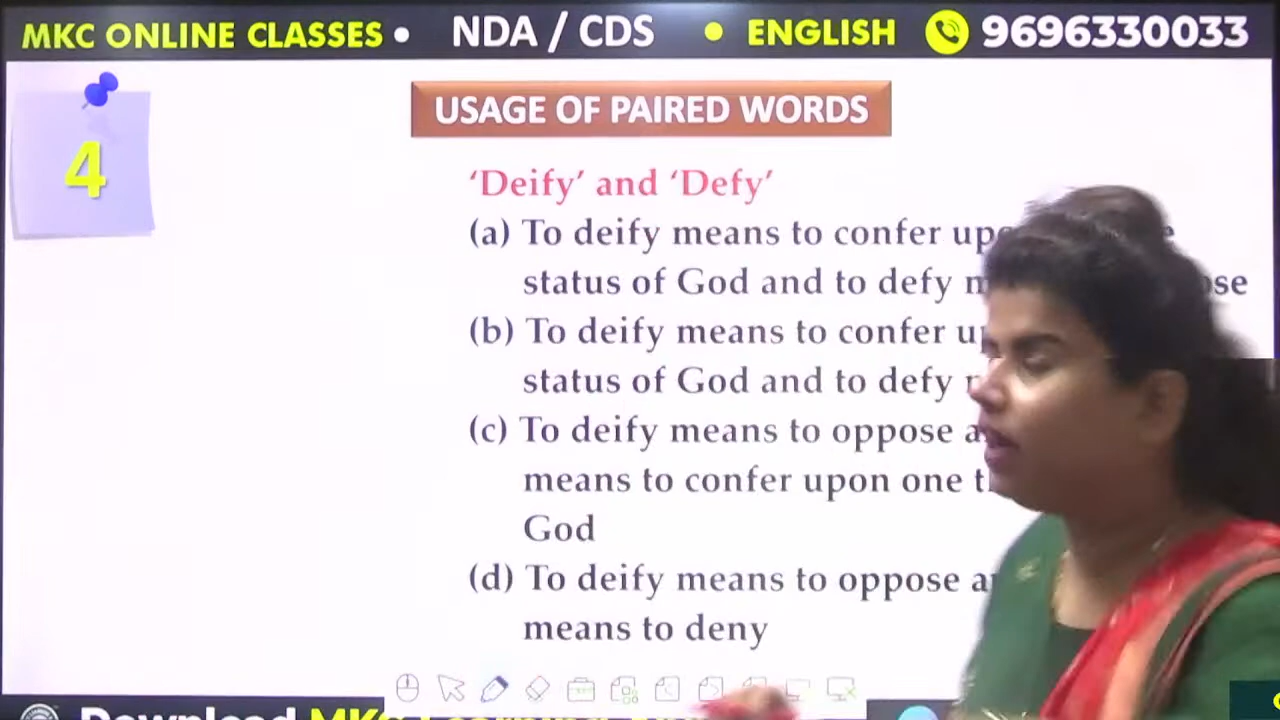 MKC ONLINE CLASSES • NDA / CDS • ENGLISH 9696330033
4
USAGE OF PAIRED WORDS
‘Deify’ and ‘Defy’
(a) To deify means to confer
status of God and to defy
(b) To deify means to confer
status of God and to defy
(c) To deify means to oppose
means to confer upon one
God
(d) To deify means to oppose
means to deny
Download